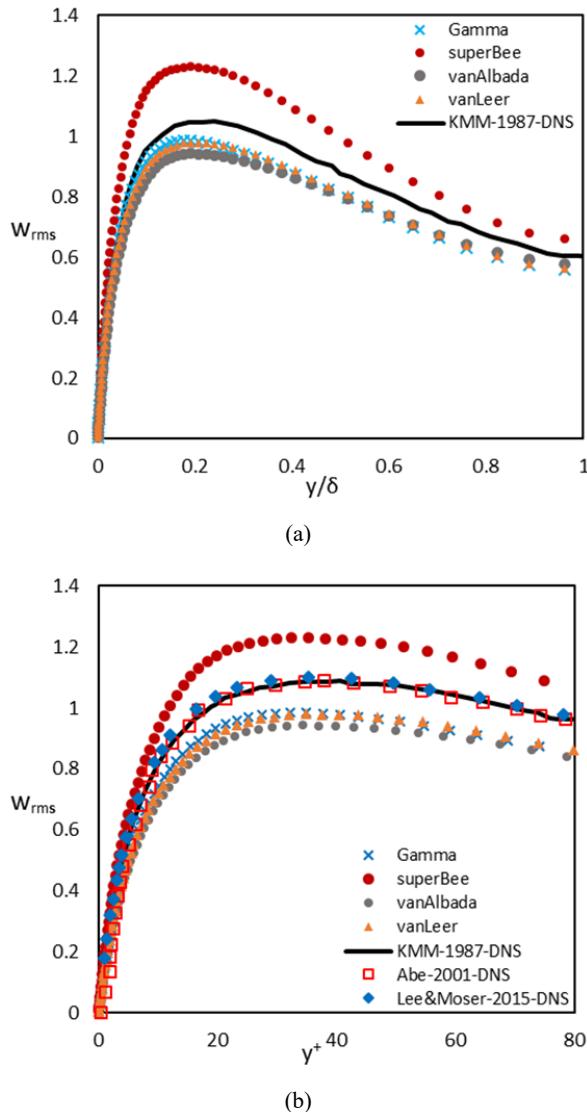 1.4
1.2
1
0.8
0.6
0.4
0.2
0
Wrms
Gamma
superBee
vanAlbada
vanLeer
KMM-1987-DNS
0 0.2 0.4 0.6 0.8 1
y/δ
(a)
1.4
1.2
1
0.8
0.6
0.4
0.2
0
Wrms
Gamma
superBee
vanAlbada
vanLeer
KMM-1987-DNS
Abe-2001-DNS
Lee&Moser-2015-DNS
0 20 40 60 80
y⁺
(b)